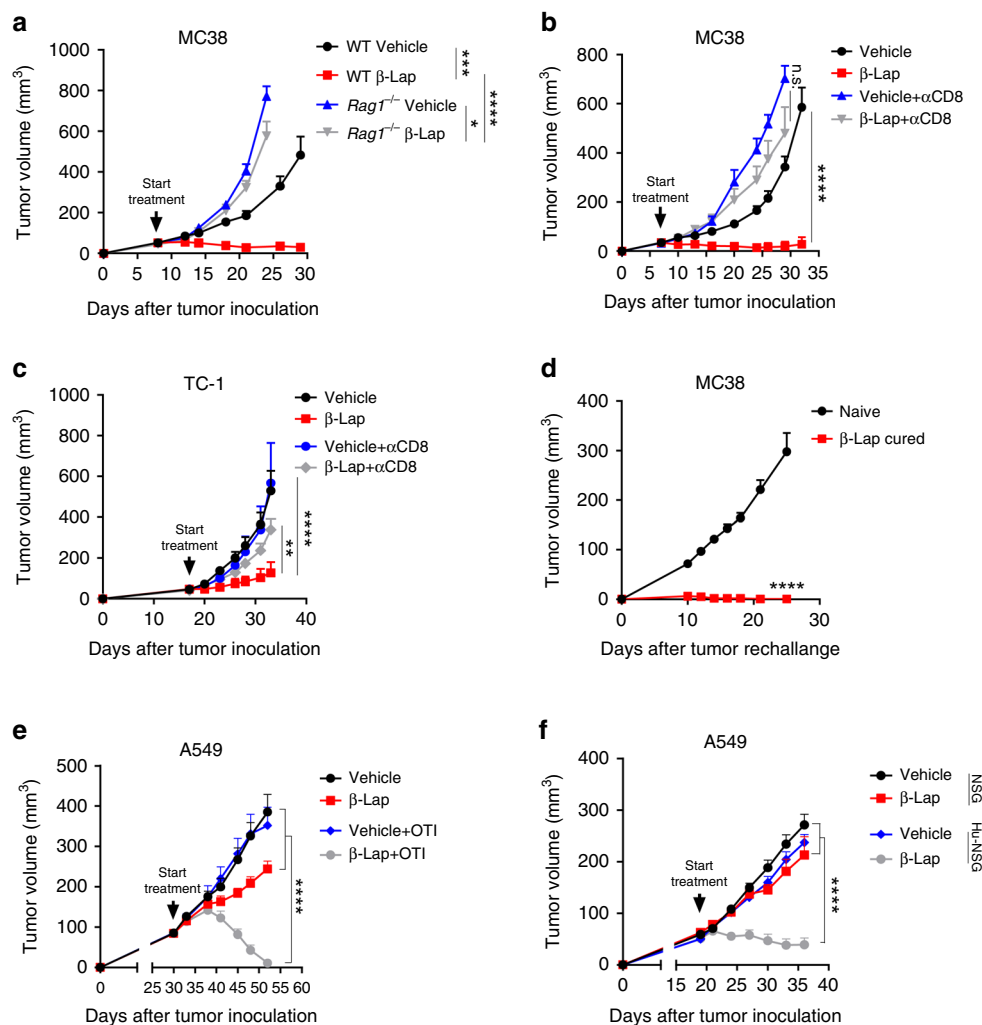 a
MC38
Tumor volume (mm³)
1000
800
600
400
200
0
Start
treatment
0 5 10 15 20 25 30
Days after tumor inoculation
WT Vehicle
WT β-Lap
Rag1⁻/⁻ Vehicle
Rag1⁻/⁻ β-Lap
***
****
*
b
MC38
Tumor volume (mm³)
800
600
400
200
0
Start
treatment
0 5 10 15 20 25 30 35
Days after tumor inoculation
n.s.
****
Vehicle
β-Lap
Vehicle+αCD8
β-Lap+αCD8
c
TC-1
Tumor volume (mm³)
1000
800
600
400
200
0
Start
treatment
0 10 20 30 40
Days after tumor inoculation
Vehicle
β-Lap
Vehicle+αCD8
β-Lap+αCD8
**
****
d
MC38
Tumor volume (mm³)
400
300
200
100
0
0 10 20 30
Days after tumor rechallange
****
Naive
β-Lap cured
e
A549
Tumor volume (mm³)
500
400
300
200
100
0
Start
treatment
0 25 30 35 40 45 50 55 60
Days after tumor inoculation
Vehicle
β-Lap
Vehicle+OTI
β-Lap+OTI
****
f
A549
Tumor volume (mm³)
400
300
200
100
0
Start
treatment
0 15 20 25 30 35 40
Days after tumor inoculation
Vehicle
β-Lap
NSG
Vehicle
β-Lap
Hu-NSG
****